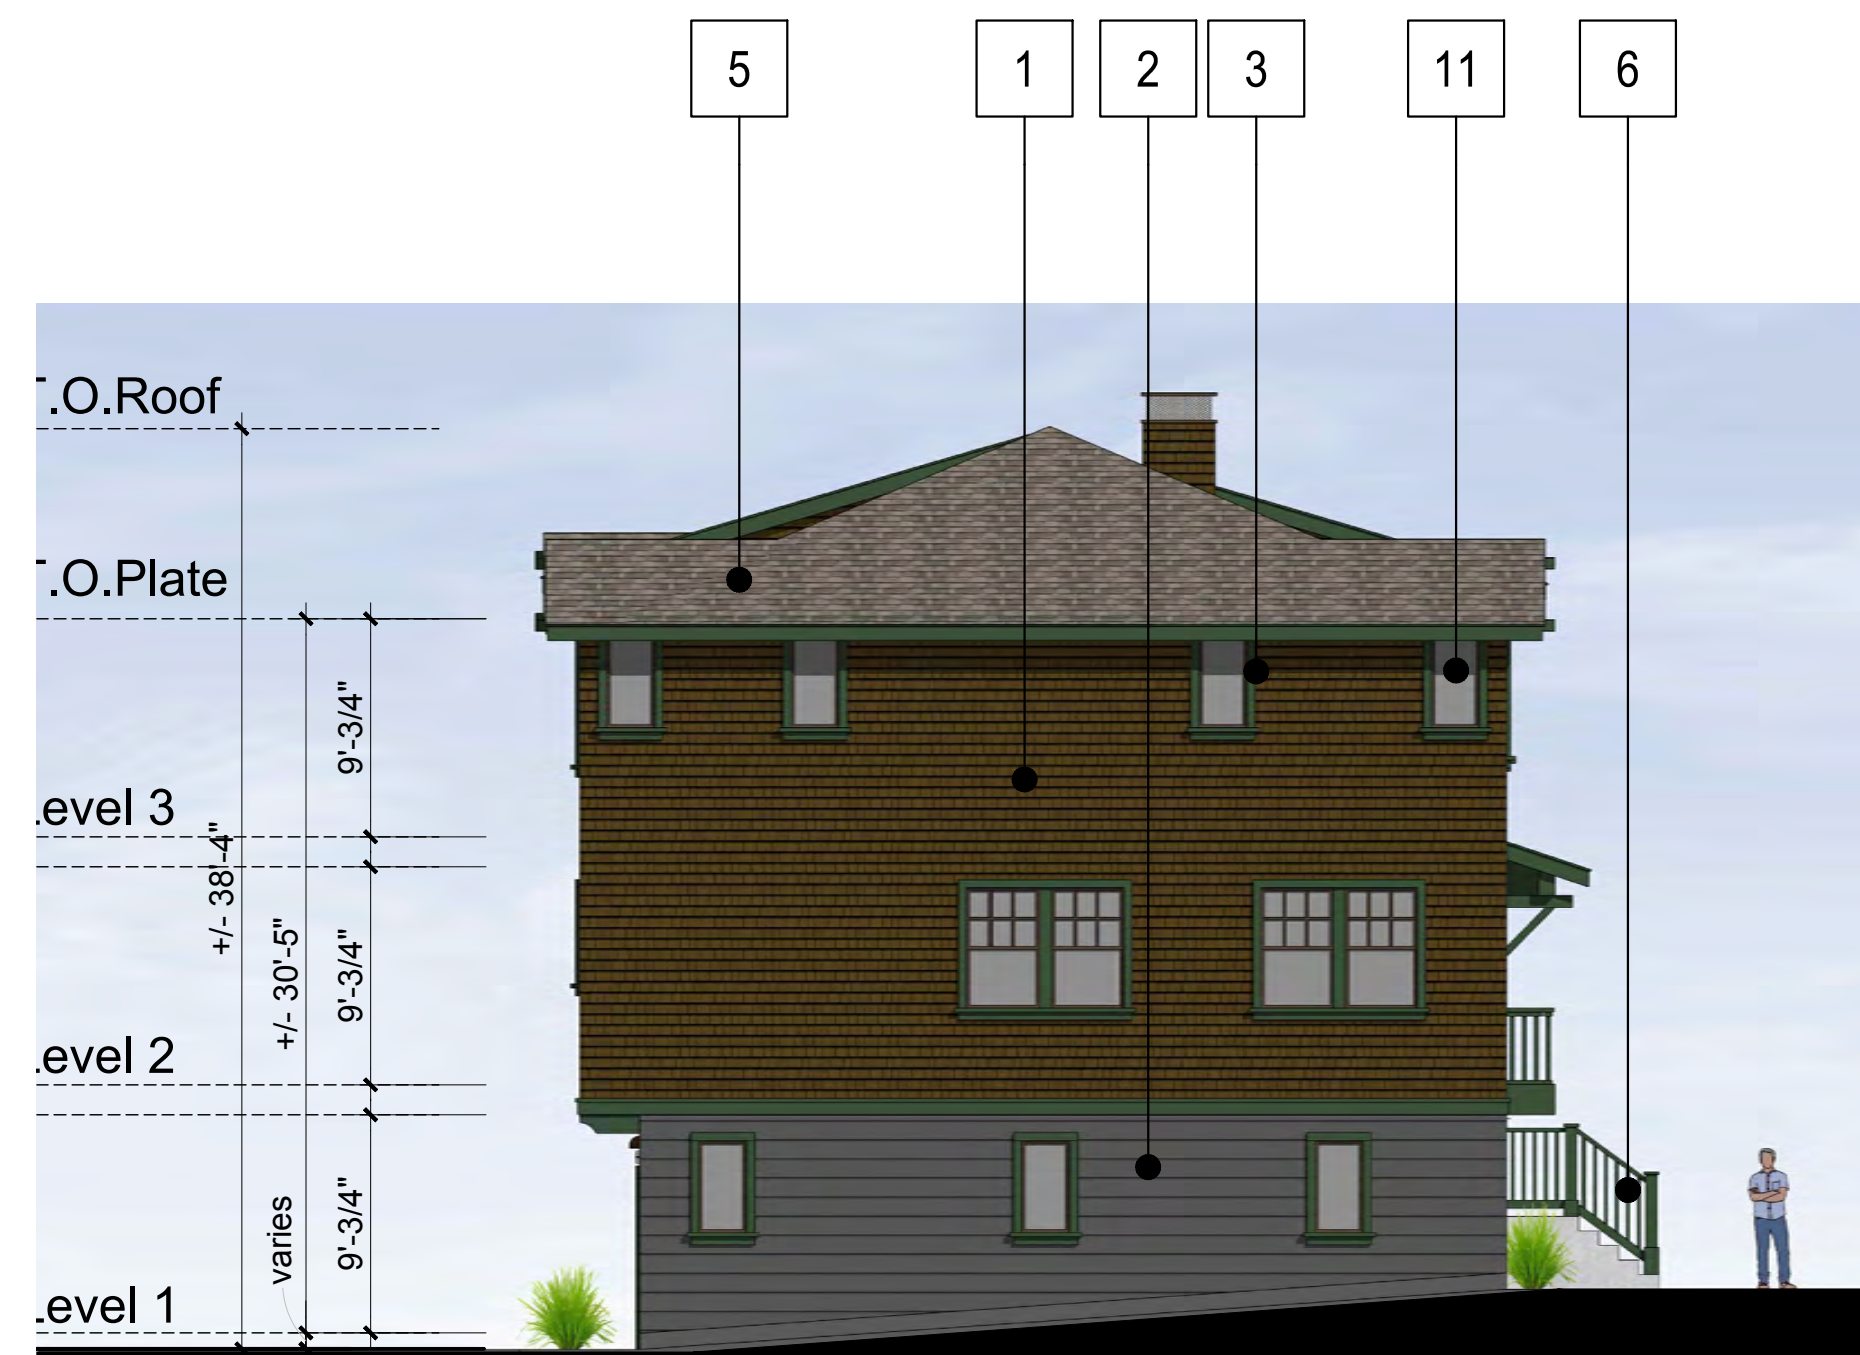 5 1 2 3 11 6
.O.Roof
.O.Plate
9'-3/4"
evel 3
+/- 38'-4"
+/- 30'-5"
9'-3/4"
evel 2
9'-3/4"
varies
evel 1